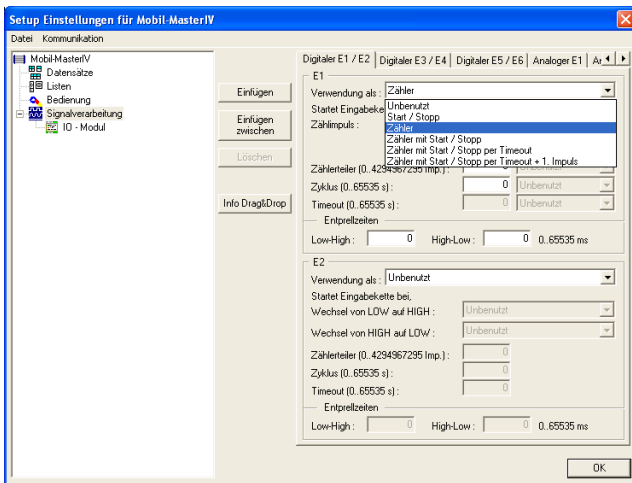 Setup Einstellungen für Mobil-MasterIV
Datei Kommunikation
Mobil-MasterIV
Datensätze
Listen
Bedienung
Signalverarbeitung
IO - Modul
Einfügen
Einfügen
zwischen
Löschen
Info Drag&Drop
Digitaler E1 / E2 Digitaler E3 / E4 Digitaler E5 / E6 Analoger E1
E1
Verwendung als : Zähler
Startet Eingabeke
Zählimpuls :
Unbenutzt
Start / Stopp
Zähler
Zähler mit Start / Stopp
Zähler mit Start / Stopp per Timeout
Zähler mit Start / Stopp per Timeout + 1. Impuls
Zählerteiler (0..4294967295 Imp.) : 0 Unbenutzt
Zyklus (0..65535 s) : 0 Unbenutzt
Timeout (0..65535 s) : 0 Unbenutzt
Entprellzeiten
Low-High : 0 High-Low : 0 0..65535 ms
E2
Verwendung als : Unbenutzt
Startet Eingabekette bei,
Wechsel von LOW auf HIGH : Unbenutzt
Wechsel von HIGH auf LOW : Unbenutzt
Zählerteiler (0..4294967295 Imp.) : 0
Zyklus (0..65535 s) : 0
Timeout (0..65535 s) : 0
Entprellzeiten
Low-High : 0 High-Low : 0 0..65535 ms
OK